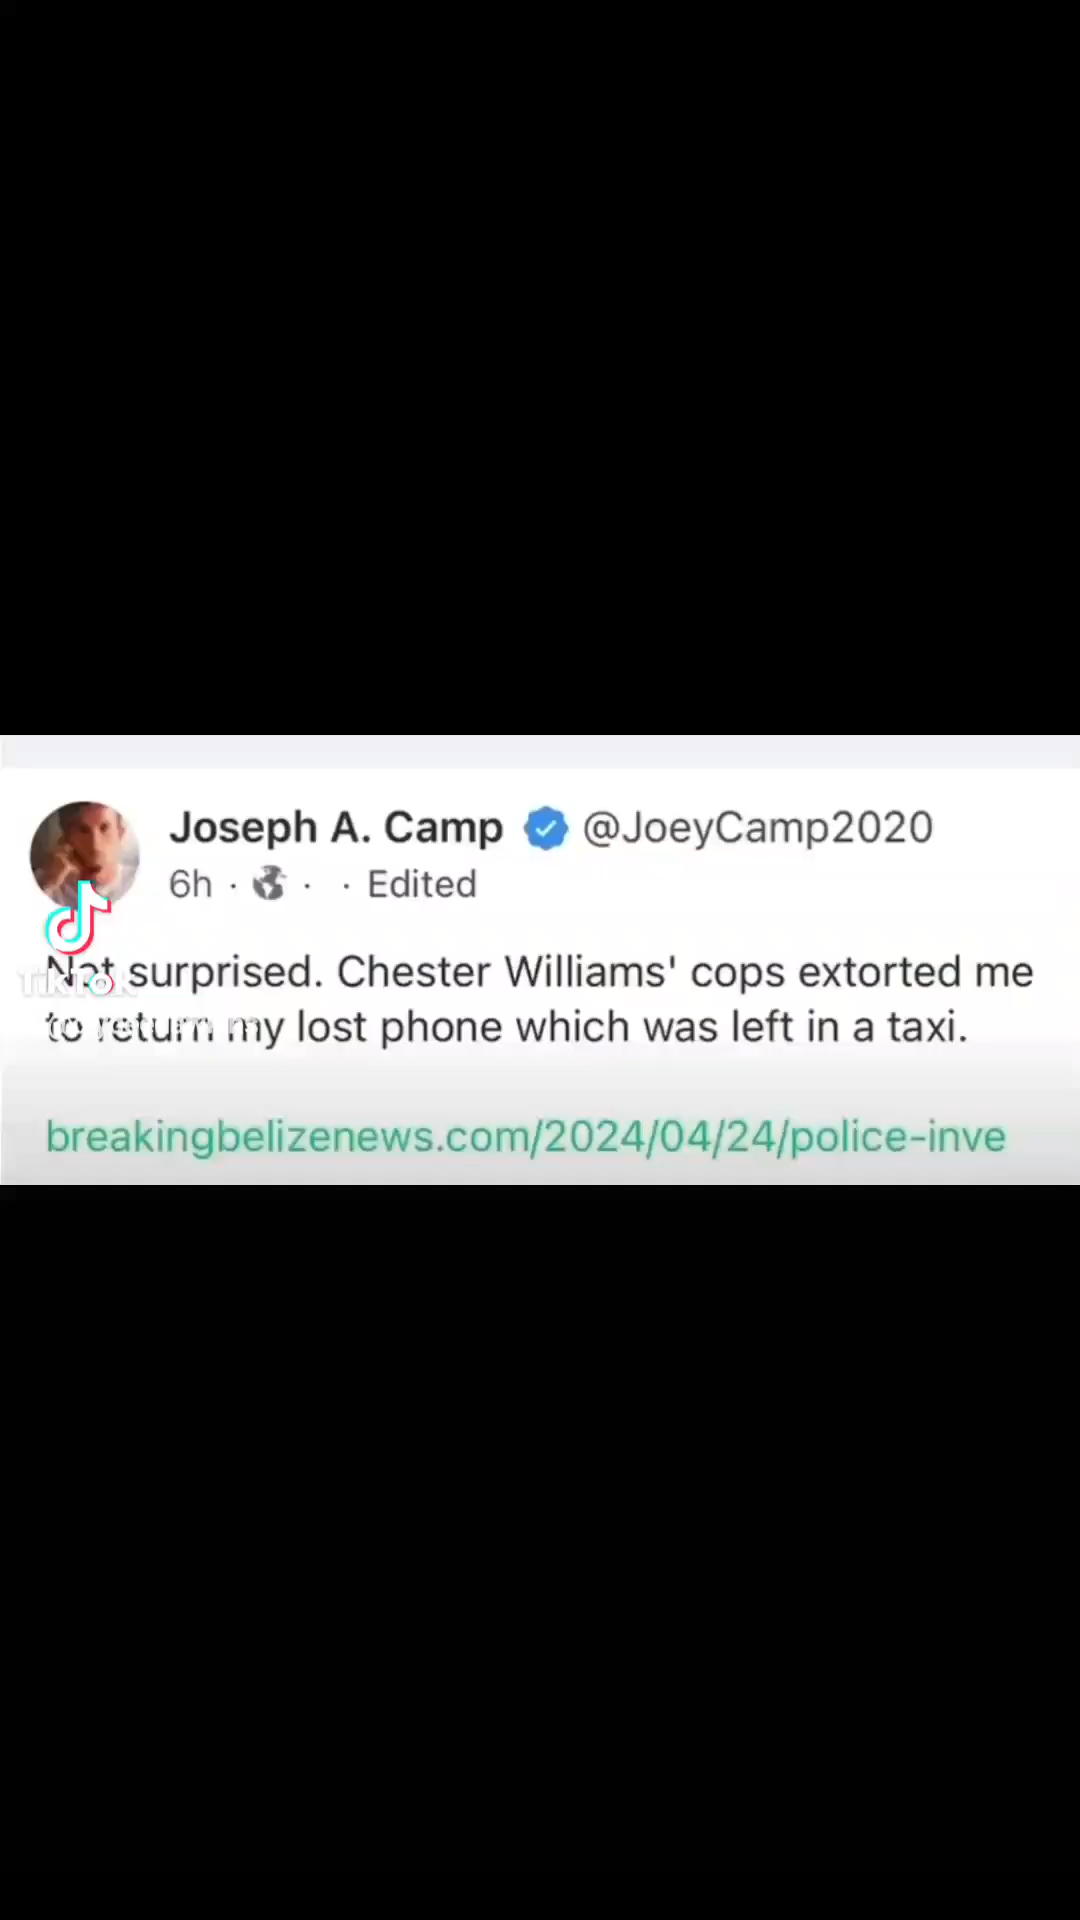 Joseph A. Camp @JoeyCamp2020
6h · · · Edited
Not surprised. Chester Williams' cops extorted me
to return my lost phone which was left in a taxi.
breakingbelizenews.com/2024/04/24/police-inve
TikTok